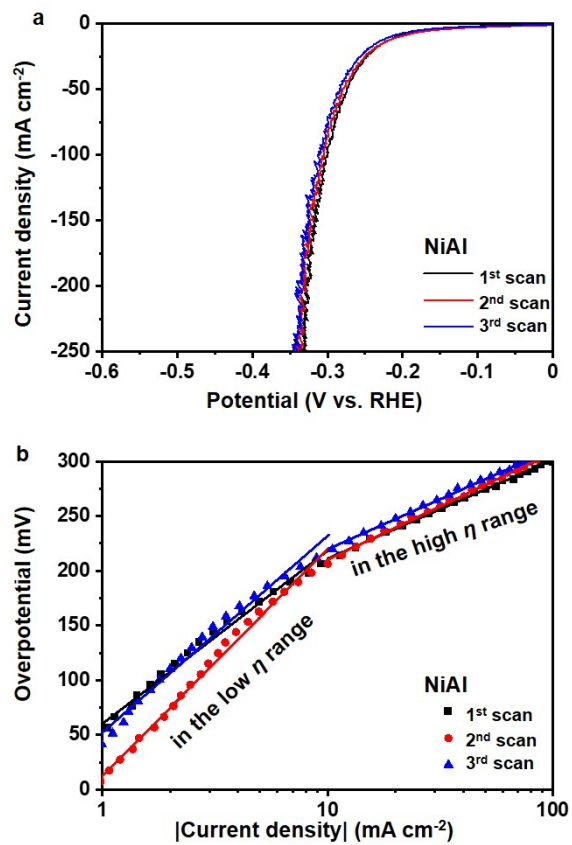 a
0
-50
-100
-150
-200
-250
Current density (mA cm⁻²)
NiAl
1ˢᵗ scan
2ⁿᵈ scan
3ʳᵈ scan
-0.6 -0.5 -0.4 -0.3 -0.2 -0.1 0
Potential (V vs. RHE)
b
300
250
200
150
100
50
0
Overpotential (mV)
in the high η range
in the low η range
NiAl
1ˢᵗ scan
2ⁿᵈ scan
3ʳᵈ scan
1 10 100
|Current density| (mA cm⁻²)